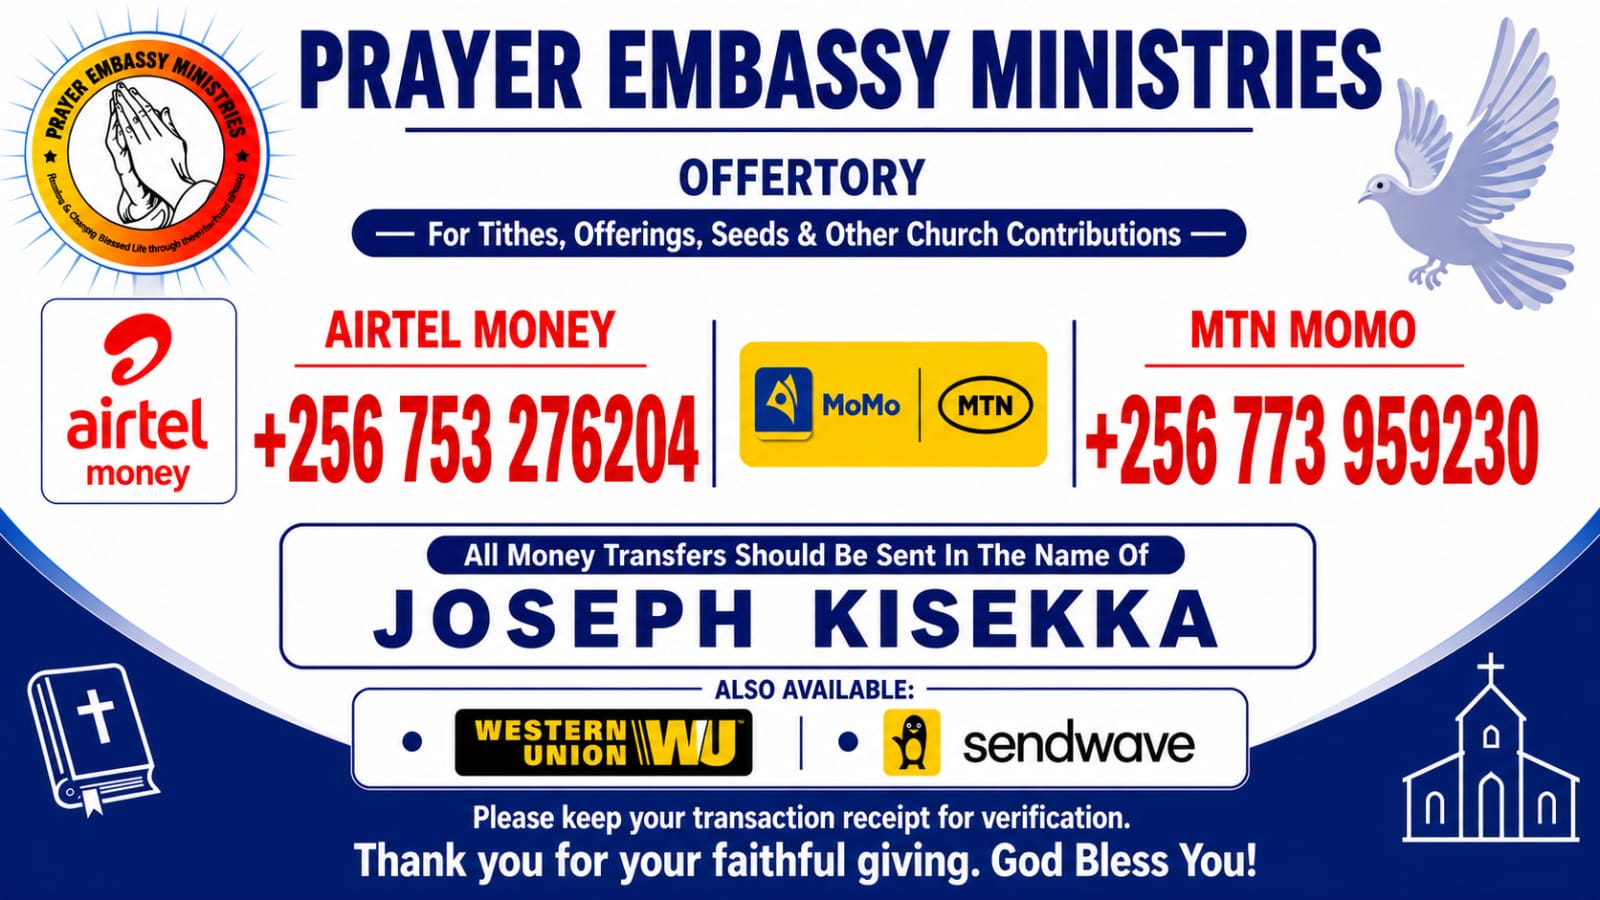 PRAYER EMBASSY MINISTRIES
PRAYER EMBASSY MINISTRIES
OFFERTORY
— For Tithes, Offerings, Seeds & Other Church Contributions —
airtel
money
AIRTEL MONEY
+256 753 276204
MoMo
MTN
MTN MOMO
+256 773 959230
All Money Transfers Should Be Sent In The Name Of
JOSEPH KISEKKA
ALSO AVAILABLE:
WESTERN
UNION
WU
sendwave
Please keep your transaction receipt for verification.
Thank you for your faithful giving. God Bless You!